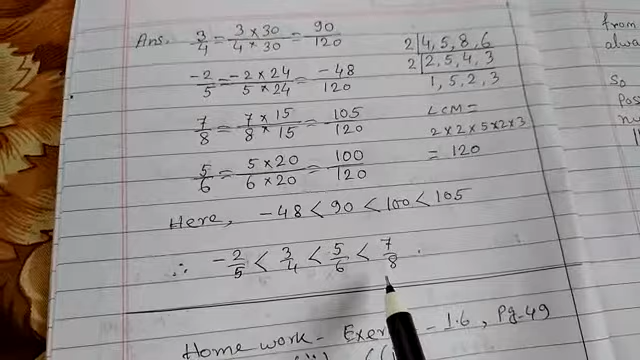 Ans. 3/4 = 3 × 30/4 × 30 = 90/120
-2/5 = -2 × 24/5 × 24 = -48/120
7/8 = 7 × 15/8 × 15 = 105/120
5/6 = 5 × 20/6 × 20 = 100/120
2 | 4, 5, 8, 6
2 | 2, 5, 4, 3
1, 5, 2, 3
LCM =
2 × 2 × 5 × 2 × 3
= 120
Here, -48 < 90 < 100 < 105
∴ -2/5 < 3/4 < 5/6 < 7/8 .
Home work - - 1.6, Pg-49
from
so